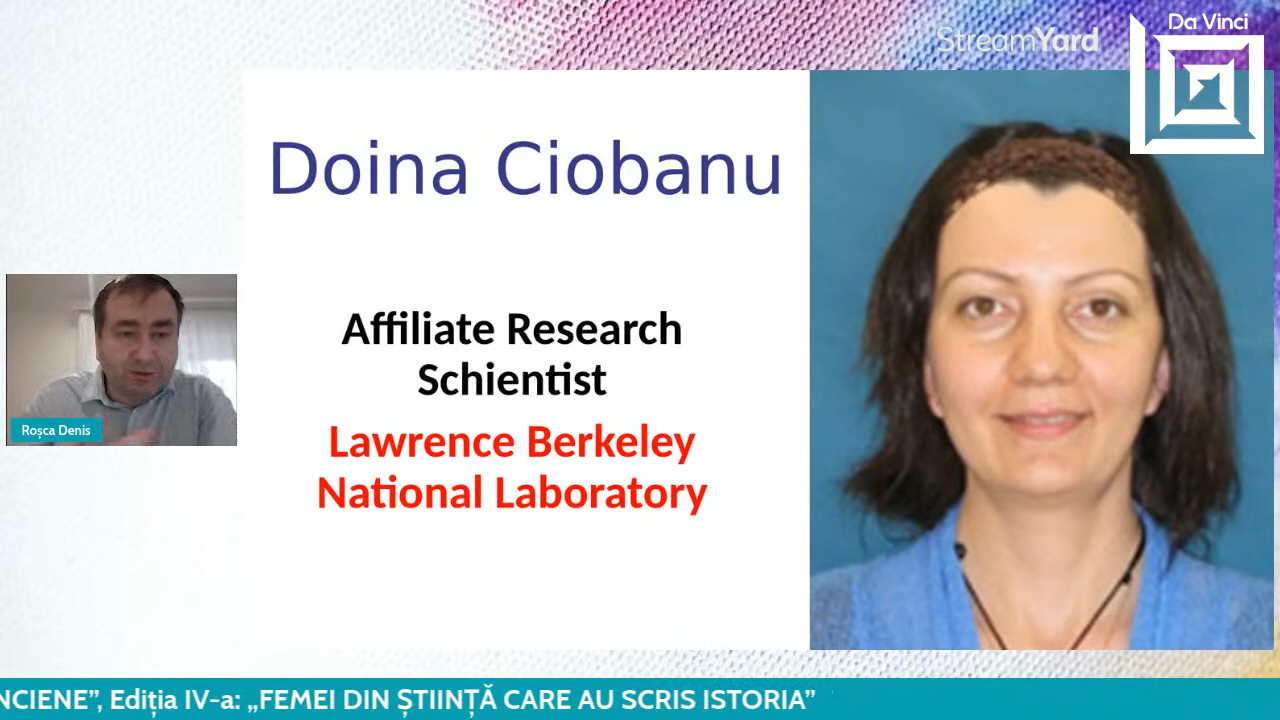 StreamYard
Da Vinci
Doina Ciobanu
Affiliate Research
Schientist
Lawrence Berkeley
National Laboratory
Roșca Denis
NCIENE”, Ediția IV-a: „FEMEI DIN ȘTIINȚĂ CARE AU SCRIS ISTORIA”